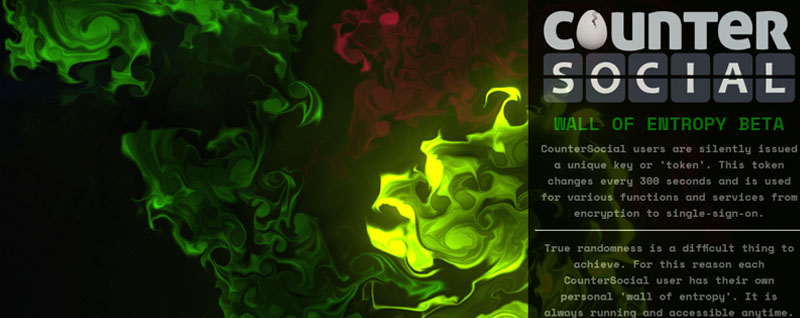 COUNTER
SOCIAL
WALL OF ENTROPY BETA
CounterSocial users are silently issued
a unique key or 'token'. This token
changes every 300 seconds and is used
for various functions and services from
encryption to single-sign-on.
True randomness is a difficult thing to
achieve. For this reason each
CounterSocial user has their own
personal 'wall of entropy'. It is
always running and accessible anytime.